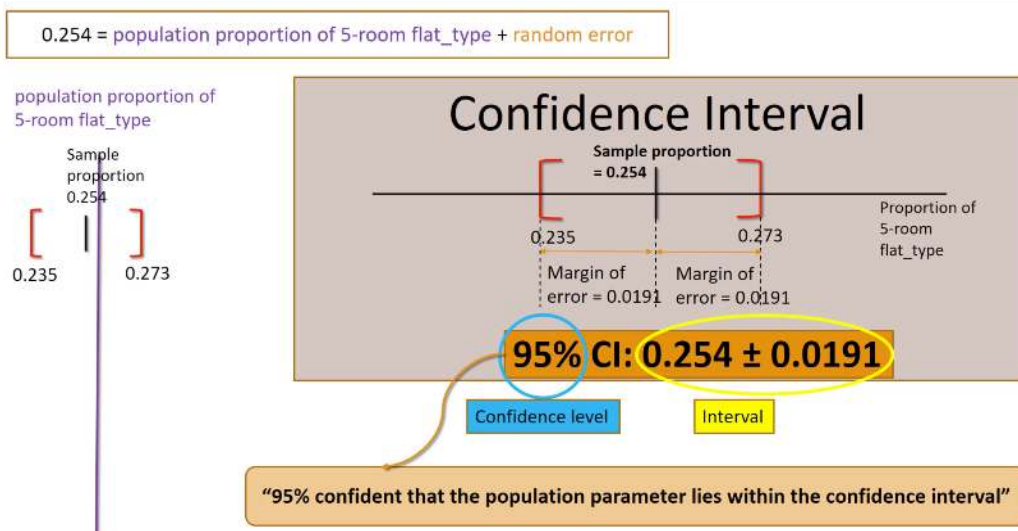 0.254 = population proportion of 5-room flat_type + random error
population proportion of
5-room flat_type
Sample
proportion
0.254
0.235
0.273
Confidence Interval
Sample proportion
= 0.254
0.235
0.273
Proportion of
5-room
flat_type
Margin of
error = 0.0191
Margin of
error = 0.0191
95% CI: 0.254 ± 0.0191
Confidence level
Interval
“95% confident that the population parameter lies within the confidence interval”